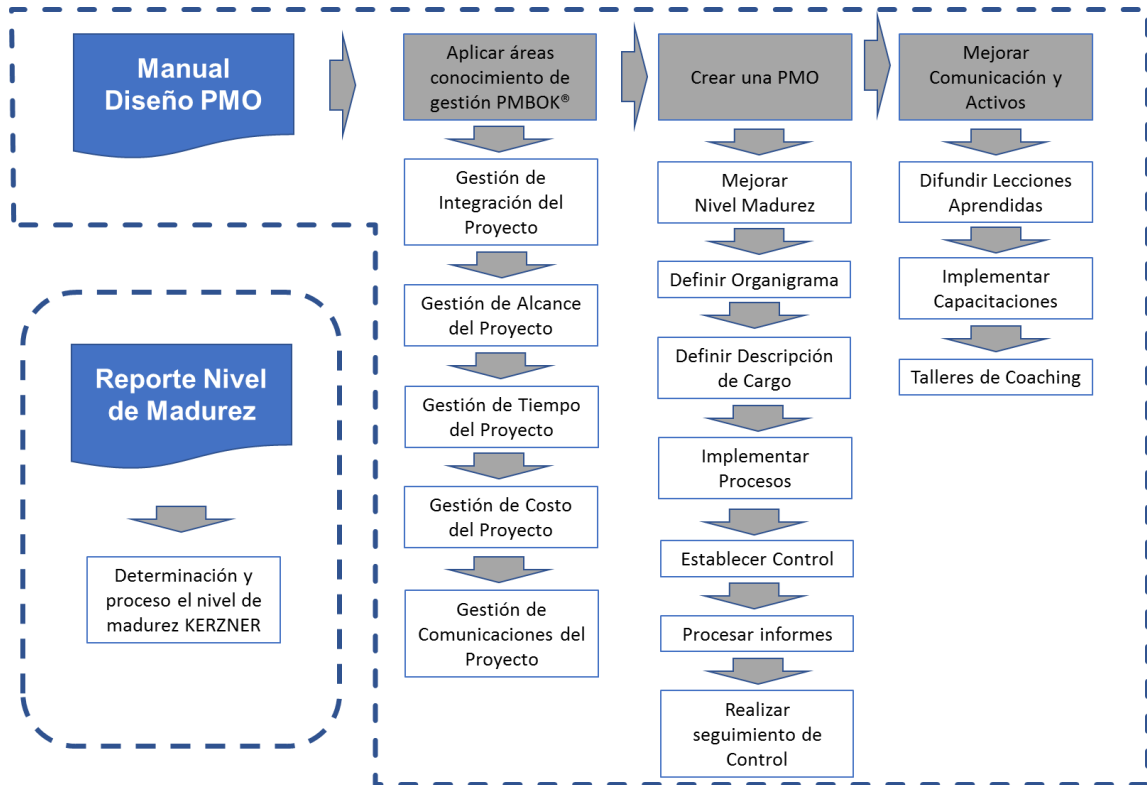 Manual
Diseño PMO
Aplicar áreas
conocimiento de
gestión PMBOK®
Gestión de
Integración del
Proyecto
Gestión de Alcance
del Proyecto
Gestión de Tiempo
del Proyecto
Gestión de Costo
del Proyecto
Gestión de
Comunicaciones del
Proyecto
Crear una PMO
Mejorar
Nivel Madurez
Definir Organigrama
Definir Descripción
de Cargo
Implementar
Procesos
Establecer Control
Procesar informes
Realizar
seguimiento de
Control
Mejorar
Comunicación y
Activos
Difundir Lecciones
Aprendidas
Implementar
Capacitaciones
Talleres de Coaching
Reporte Nivel
de Madurez
Determinación y
proceso el nivel de
madurez KERZNER